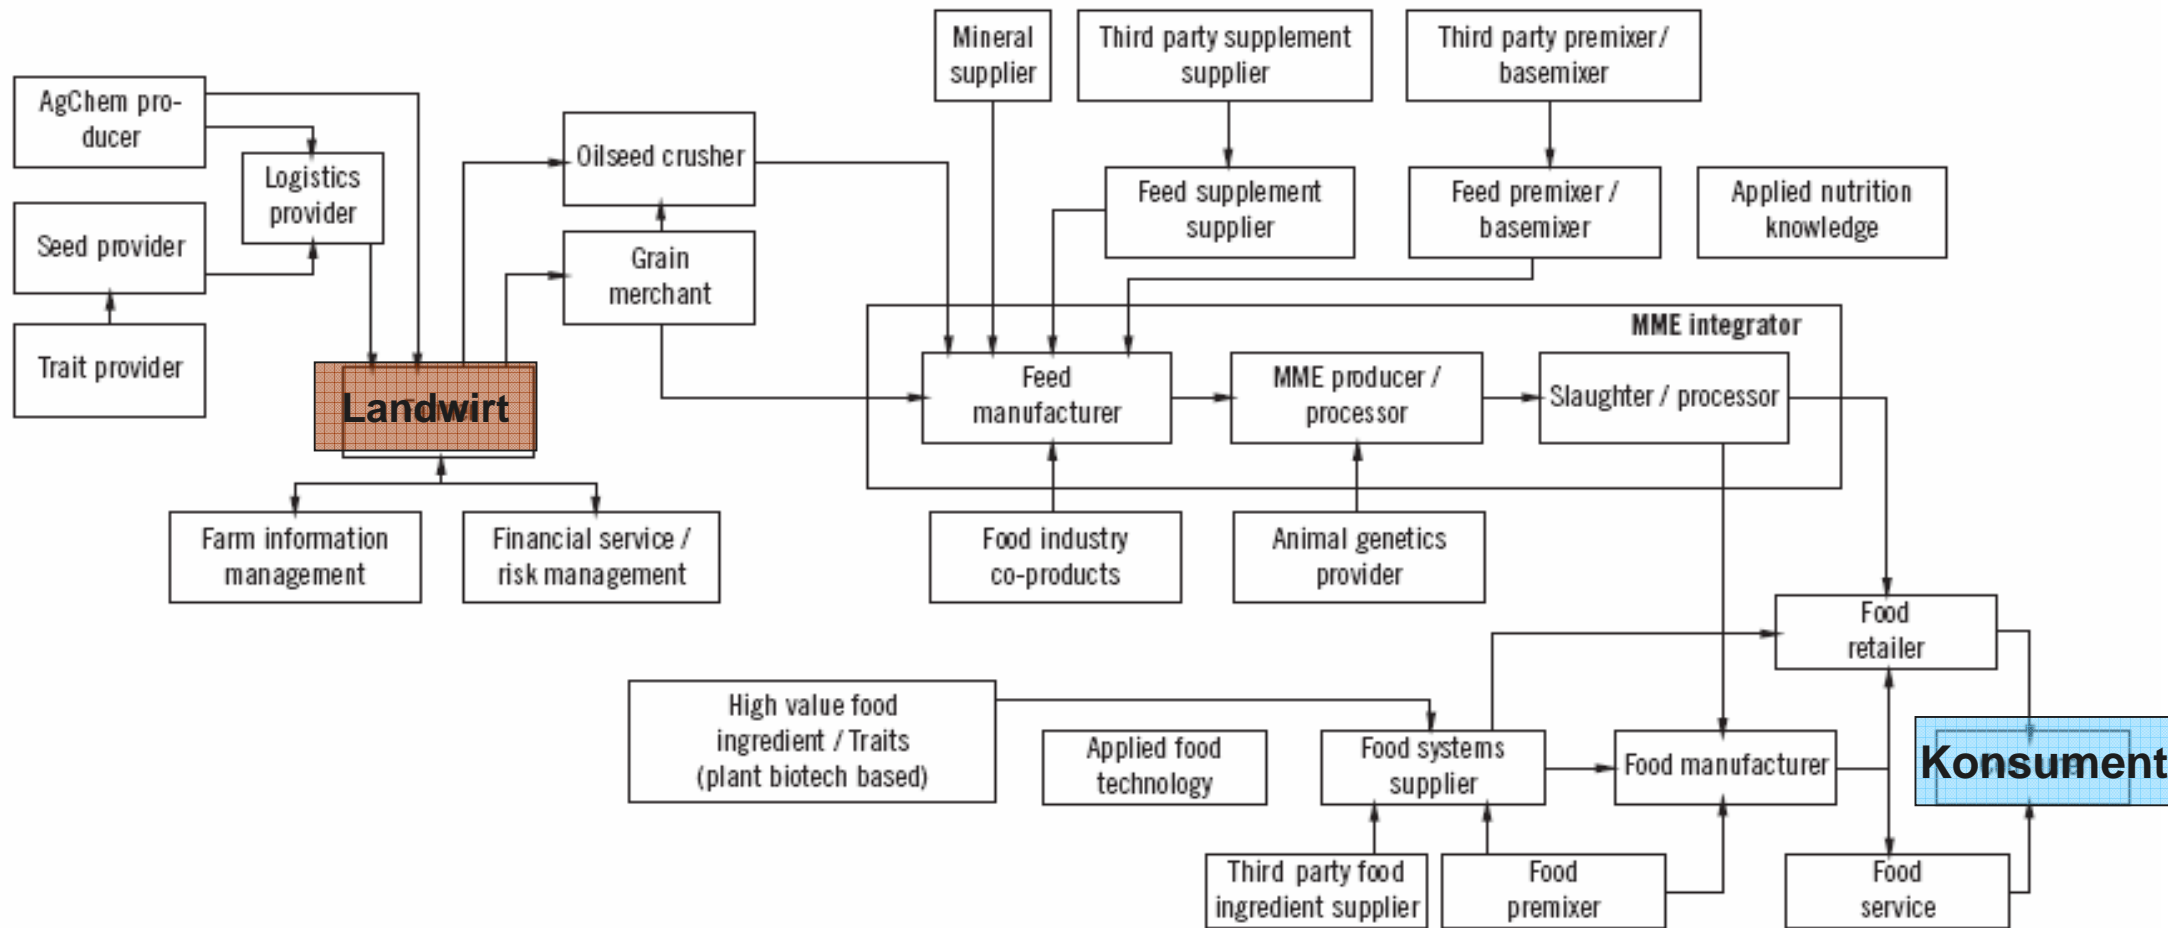 Mineral
supplier
Third party supplement
supplier
Third party premixer/
basemixer
AgChem pro-
ducer
Logistics
provider
Seed provider
Trait provider
Oilseed crusher
Grain
merchant
Feed supplement
supplier
Feed premixer /
basemixer
Applied nutrition
knowledge
MME integrator
Landwirt
Feed
manufacturer
MME producer /
processor
Slaughter / processor
Farm information
management
Financial service /
risk management
Food industry
co-products
Animal genetics
provider
Food
retailer
High value food
ingredient / Traits
(plant biotech based)
Applied food
technology
Food systems
supplier
Food manufacturer
Konsument
Third party food
ingredient supplier
Food
premixer
Food
service